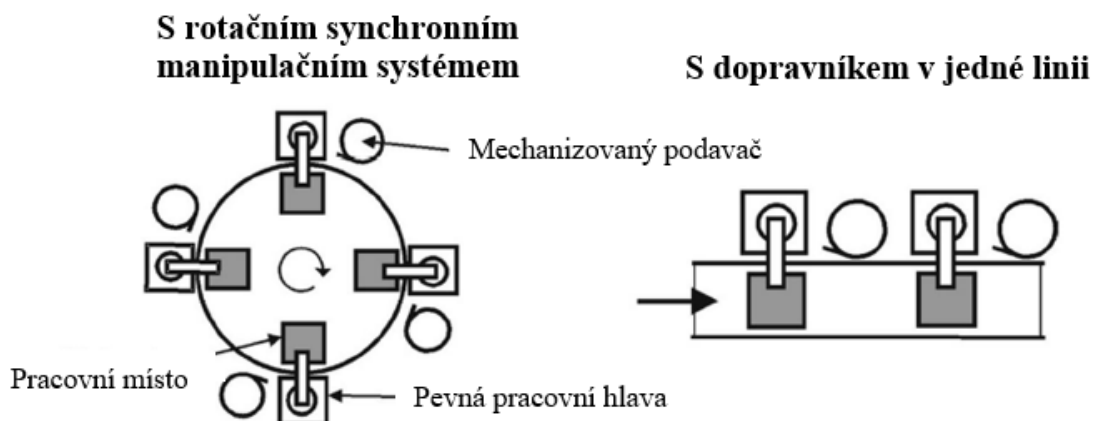 S rotačním synchronním
manipulačním systémem
S dopravníkem v jedné linii
Mechanizovaný podavač
Pracovní místo
Pevná pracovní hlava